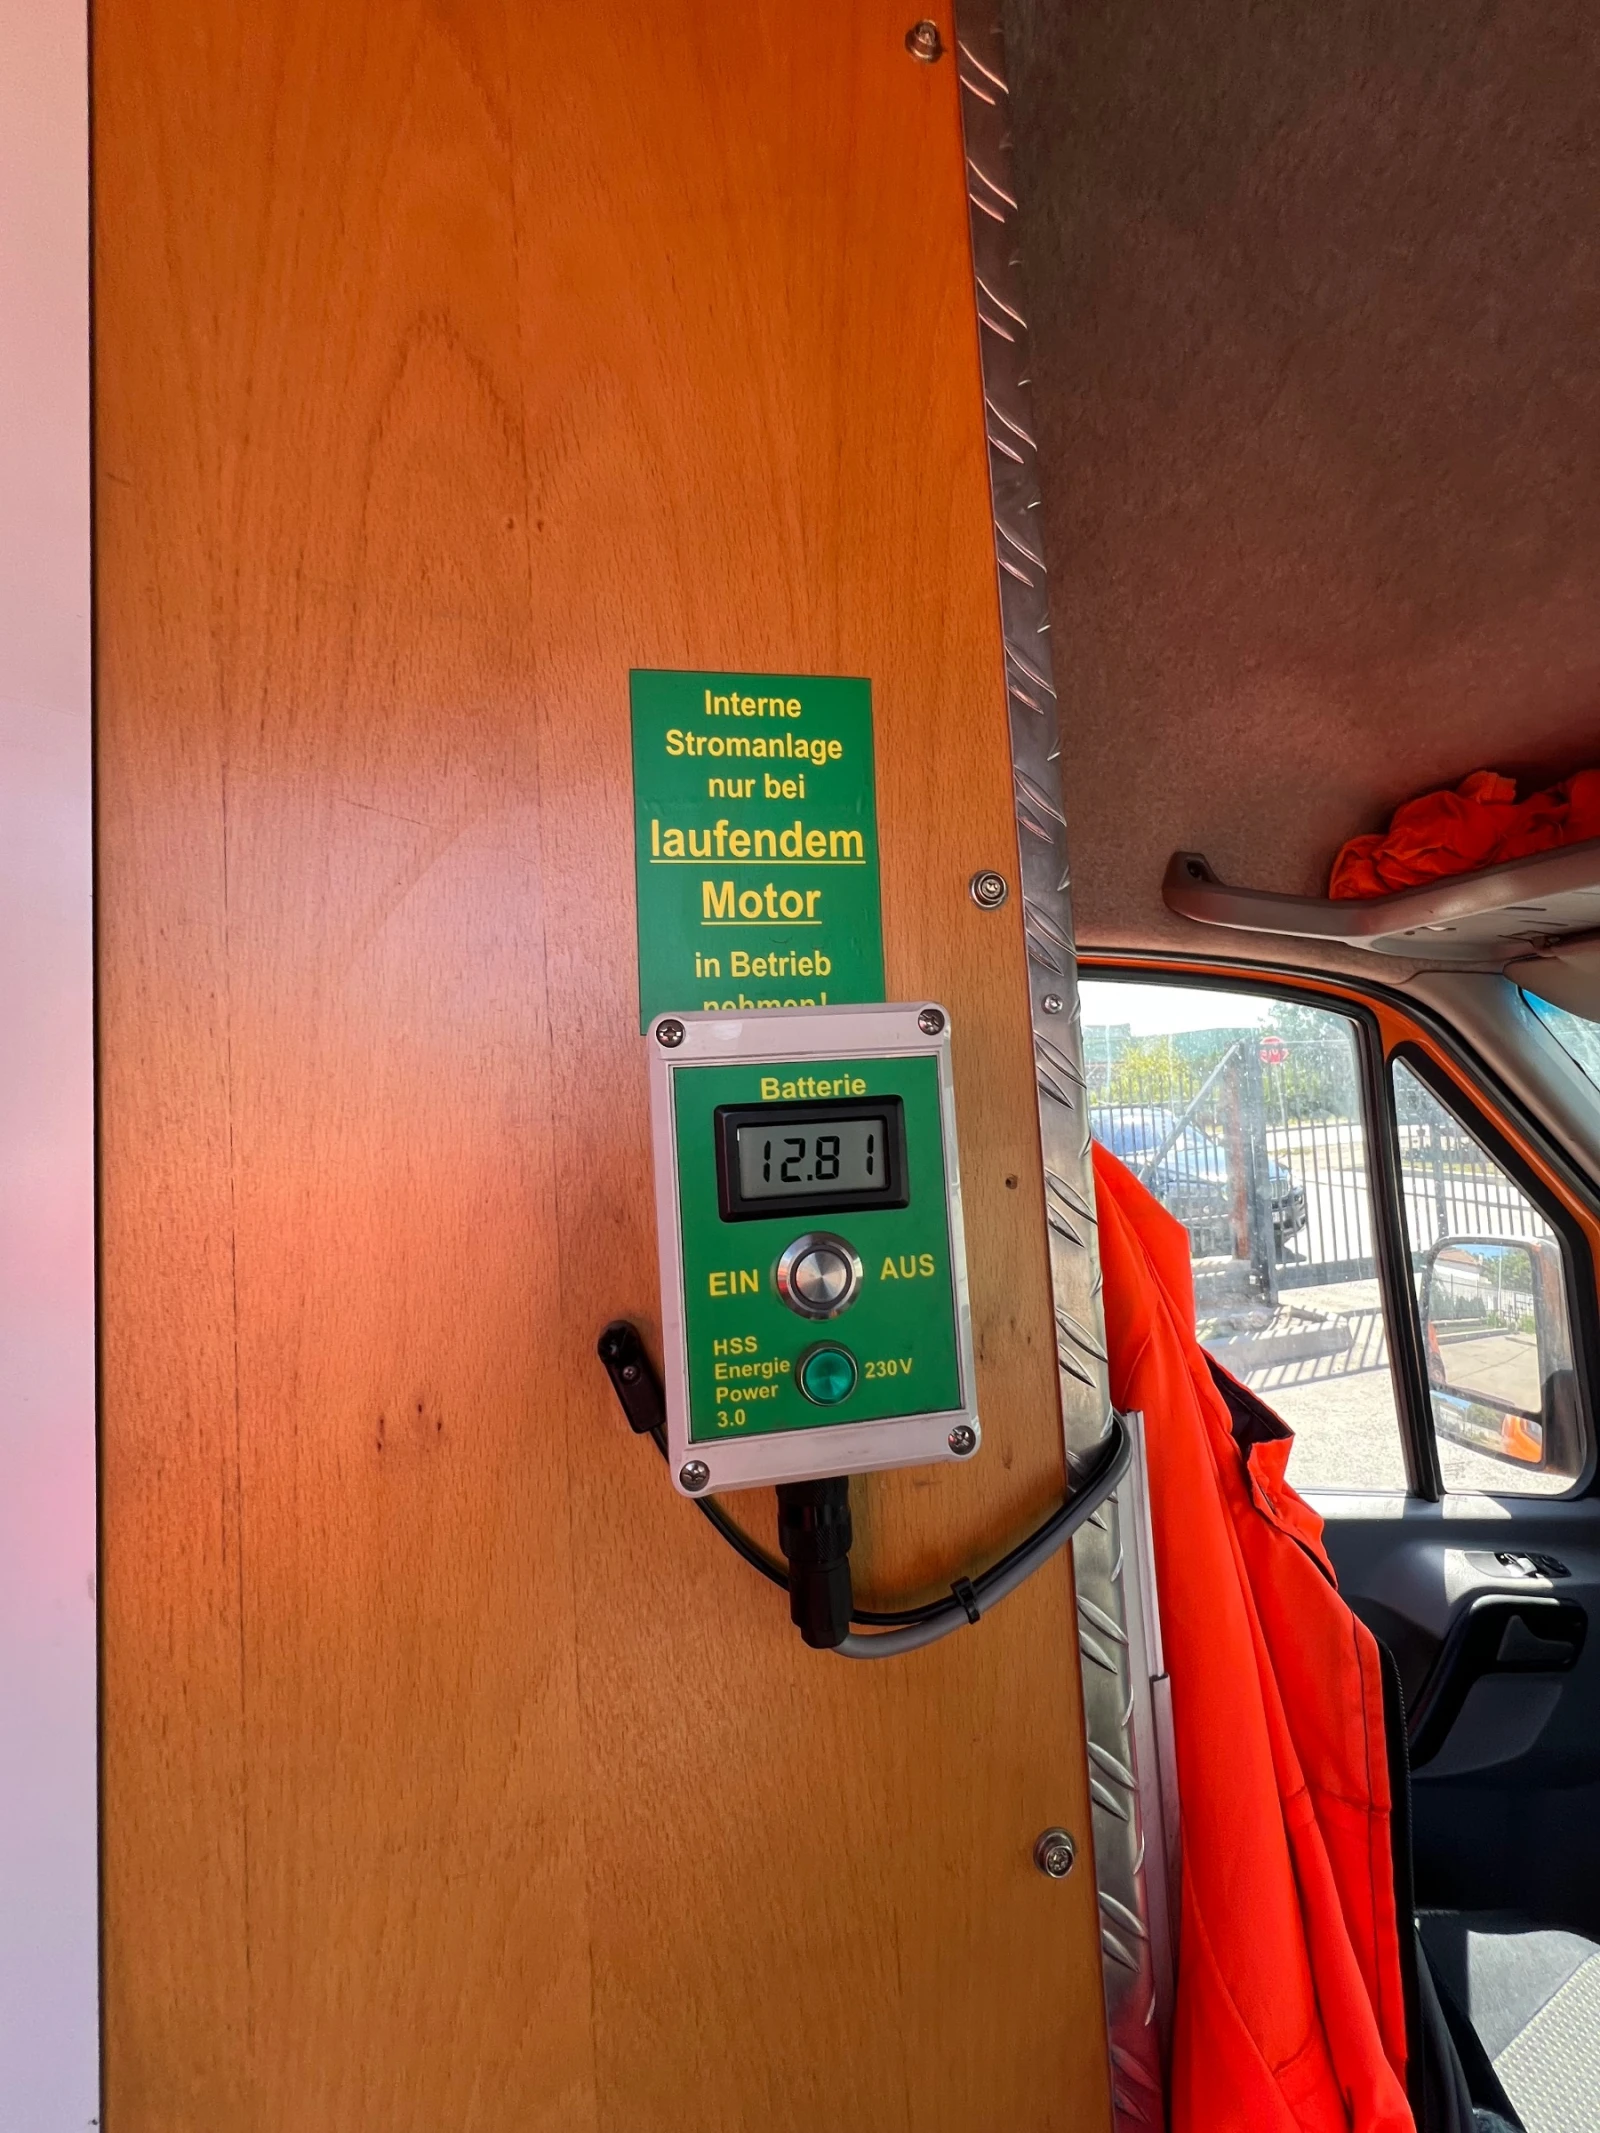 Interne
Stromanlage
nur bei
laufendem
Motor
in Betrieb
nehmen!
Batterie
12.81
EIN AUS
HSS
Energie
Power
3.0
230V